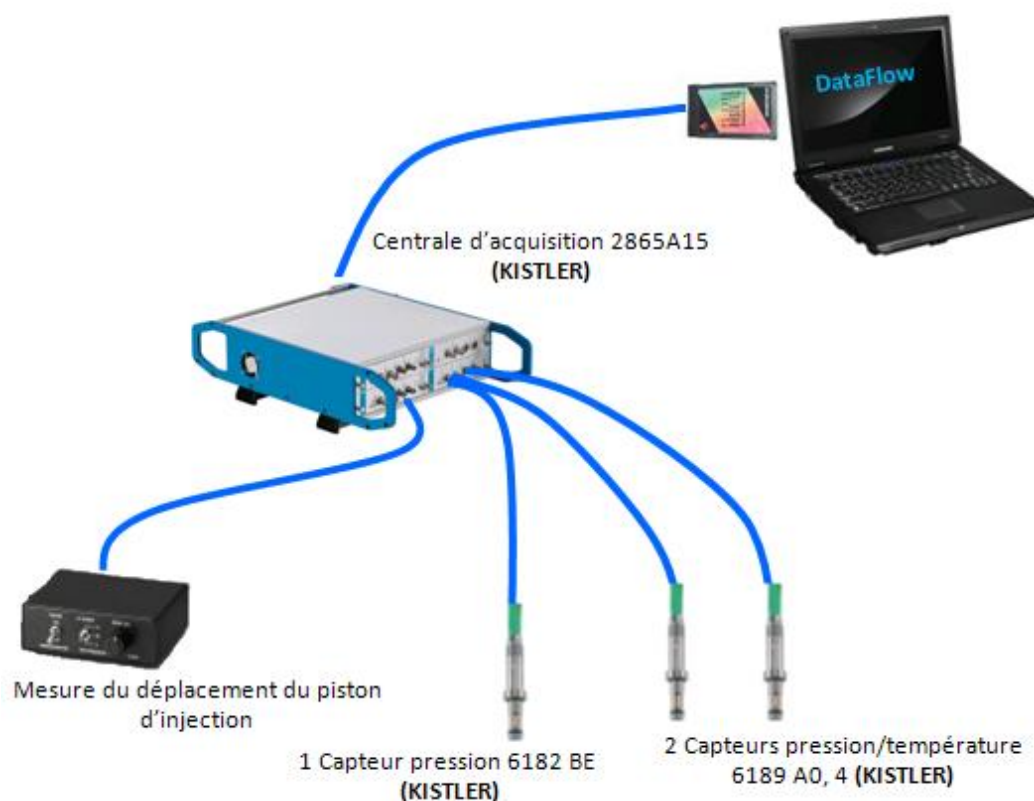 DataFlow
Centrale d'acquisition 2865A15
(KISTLER)
Mesure du déplacement du piston
d'injection
1 Capteur pression 6182 BE
(KISTLER)
2 Capteurs pression/température
6189 A0, 4 (KISTLER)